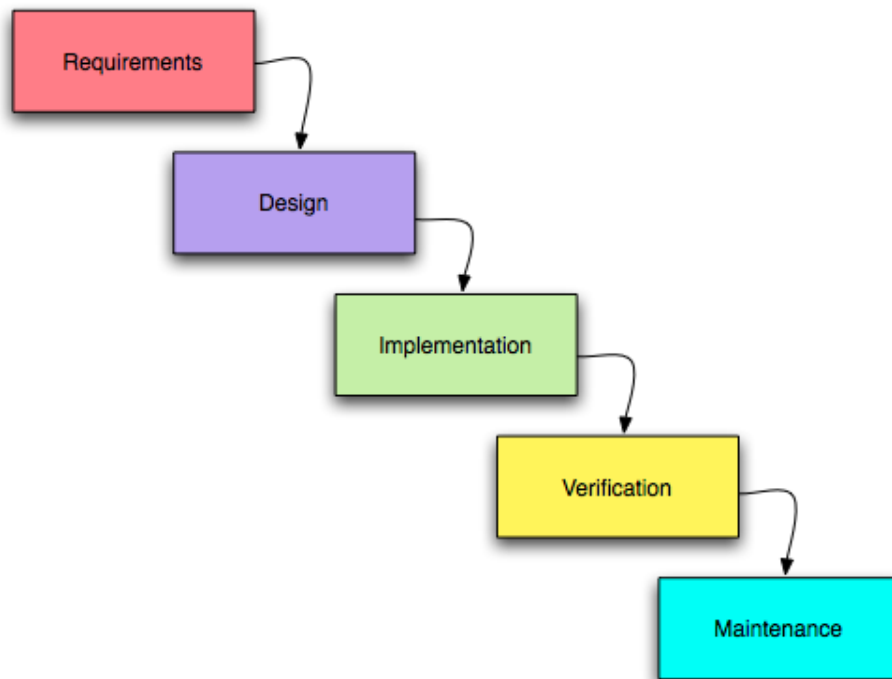 Requirements
Design
Implementation
Verification
Maintenance